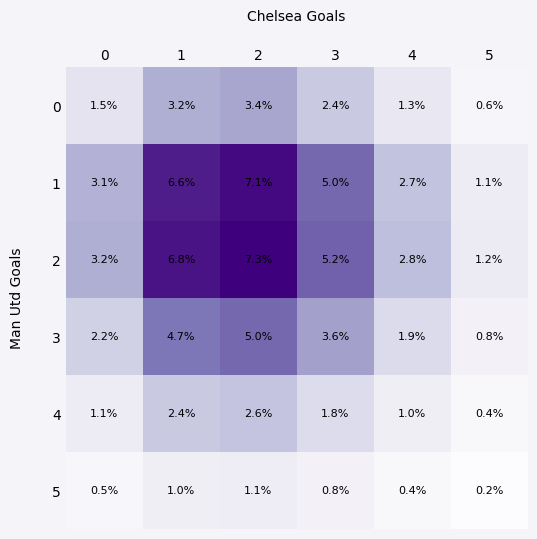 Chelsea Goals
0 1 2 3 4 5
0 1.5% 3.2% 3.4% 2.4% 1.3% 0.6%
1 3.1% 6.6% 7.1% 5.0% 2.7% 1.1%
2 3.2% 6.8% 7.3% 5.2% 2.8% 1.2%
3 2.2% 4.7% 5.0% 3.6% 1.9% 0.8%
4 1.1% 2.4% 2.6% 1.8% 1.0% 0.4%
5 0.5% 1.0% 1.1% 0.8% 0.4% 0.2%
Man Utd Goals